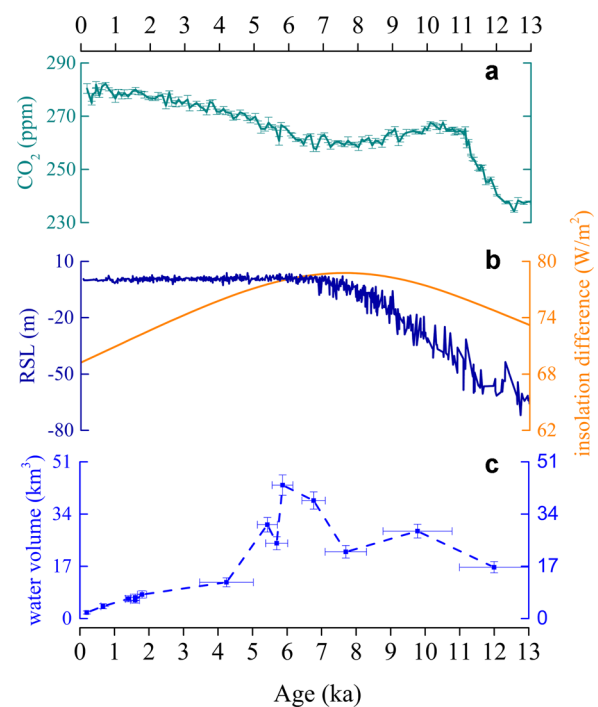 0 1 2 3 4 5 6 7 8 9 10 11 12 13
290
270
250
230
CO2 (ppm)
a
10
-20
-50
-80
RSL (m)
b
80
74
68
62
insolation difference (W/m2)
51
34
17
0
water volume (km3)
c
51
34
17
0
0 1 2 3 4 5 6 7 8 9 10 11 12 13
Age (ka)